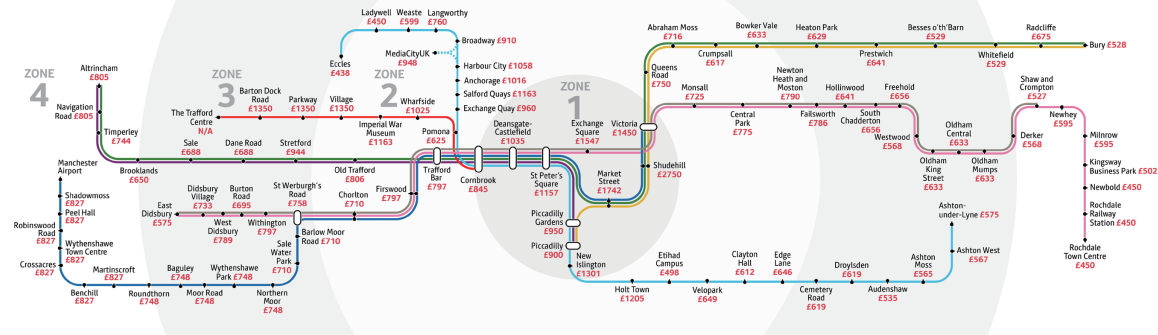 ZONE
4
ZONE
3
ZONE
2
ZONE
1
Altrincham
£805
Navigation
Road £805
Timperley
£744
Brooklands
£650
Sale
£688
Dane Road
£688
Stretford
£944
Old Trafford
£806
Trafford
Bar
£797
Cornbrook
£845
Deansgate-
Castlefield
£1035
St Peter's
Square
£1157
Exchange
Square
£1547
Victoria
£1450
Market
Street
£1742
Shudehill
£2750
Piccadilly
Gardens
£950
Piccadilly
£900
New
Islington
£1301
Holt Town
£1205
Etihad
Campus
£498
Velopark
£649
Clayton
Hall
£612
Edge
Lane
£646
Cemetery
Road
£619
Droylsden
£619
Audenshaw
£535
Ashton
Moss
£565
Ashton West
£567
Ashton-
under-Lyne £575
The Trafford
Centre
N/A
Barton Dock
Road
£1350
Parkway
£1350
Village
£1350
Imperial War
Museum
£1163
Wharfside
£1025
Pomona
£625
Eccles
£438
Ladywell
£450
Weaste
£599
Langworthy
£760
Broadway £910
MediaCityUK
£948
Harbour City £1058
Anchorage £1016
Salford Quays £1163
Exchange Quay £960
Manchester
Airport
Shadowmoss
£827
Peel Hall
£827
Robinswood
Road
£827
Wythenshawe
Town Centre
£827
Crossacres
£827
Benchill
£827
Martinscroft
£827
Roundthorn
£748
Baguley
£748
Moor Road
£748
Wythenshawe
Park £748
Northern
Moor
£748
Sale
Water
Park
£710
Barlow Moor
Road £710
St Werburgh's
Road
£758
Chorlton
£710
Firswood
£797
East
Didsbury
£575
Didsbury
Village
£733
West
Didsbury
£789
Burton
Road
£695
Withington
£797
Queens
Road
£750
Abraham Moss
£716
Crumpsall
£617
Bowker Vale
£633
Heaton Park
£629
Prestwich
£641
Besses o'th'Barn
£529
Whitefield
£529
Radcliffe
£675
Bury £528
Monsall
£725
Central
Park
£775
Newton
Heath and
Moston
£790
Failsworth
£786
Hollinwood
£641
South
Chadderton
£656
Freehold
£656
Westwood
£568
Oldham
King
Street
£633
Oldham
Central
£633
Oldham
Mumps
£633
Derker
£568
Shaw and
Crompton
£527
Newhey
£595
Milnrow
£595
Kingsway
Business Park £502
Newbold £450
Rochdale
Railway
Station £450
Rochdale
Town Centre
£450